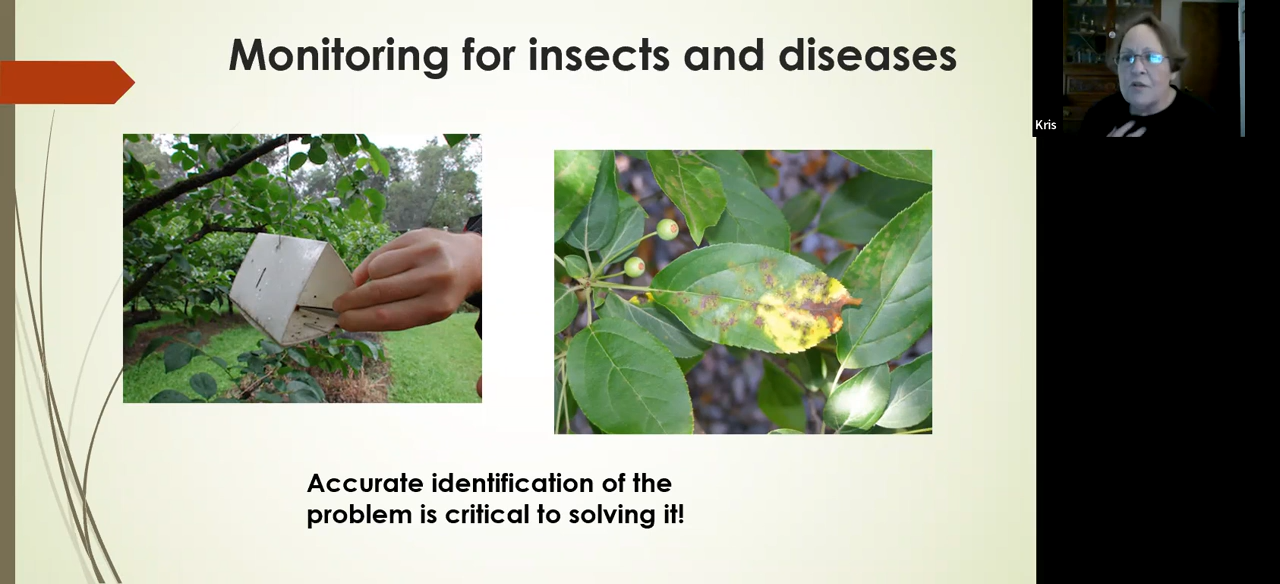 Monitoring for insects and diseases
Kris
Accurate identification of the
problem is critical to solving it!